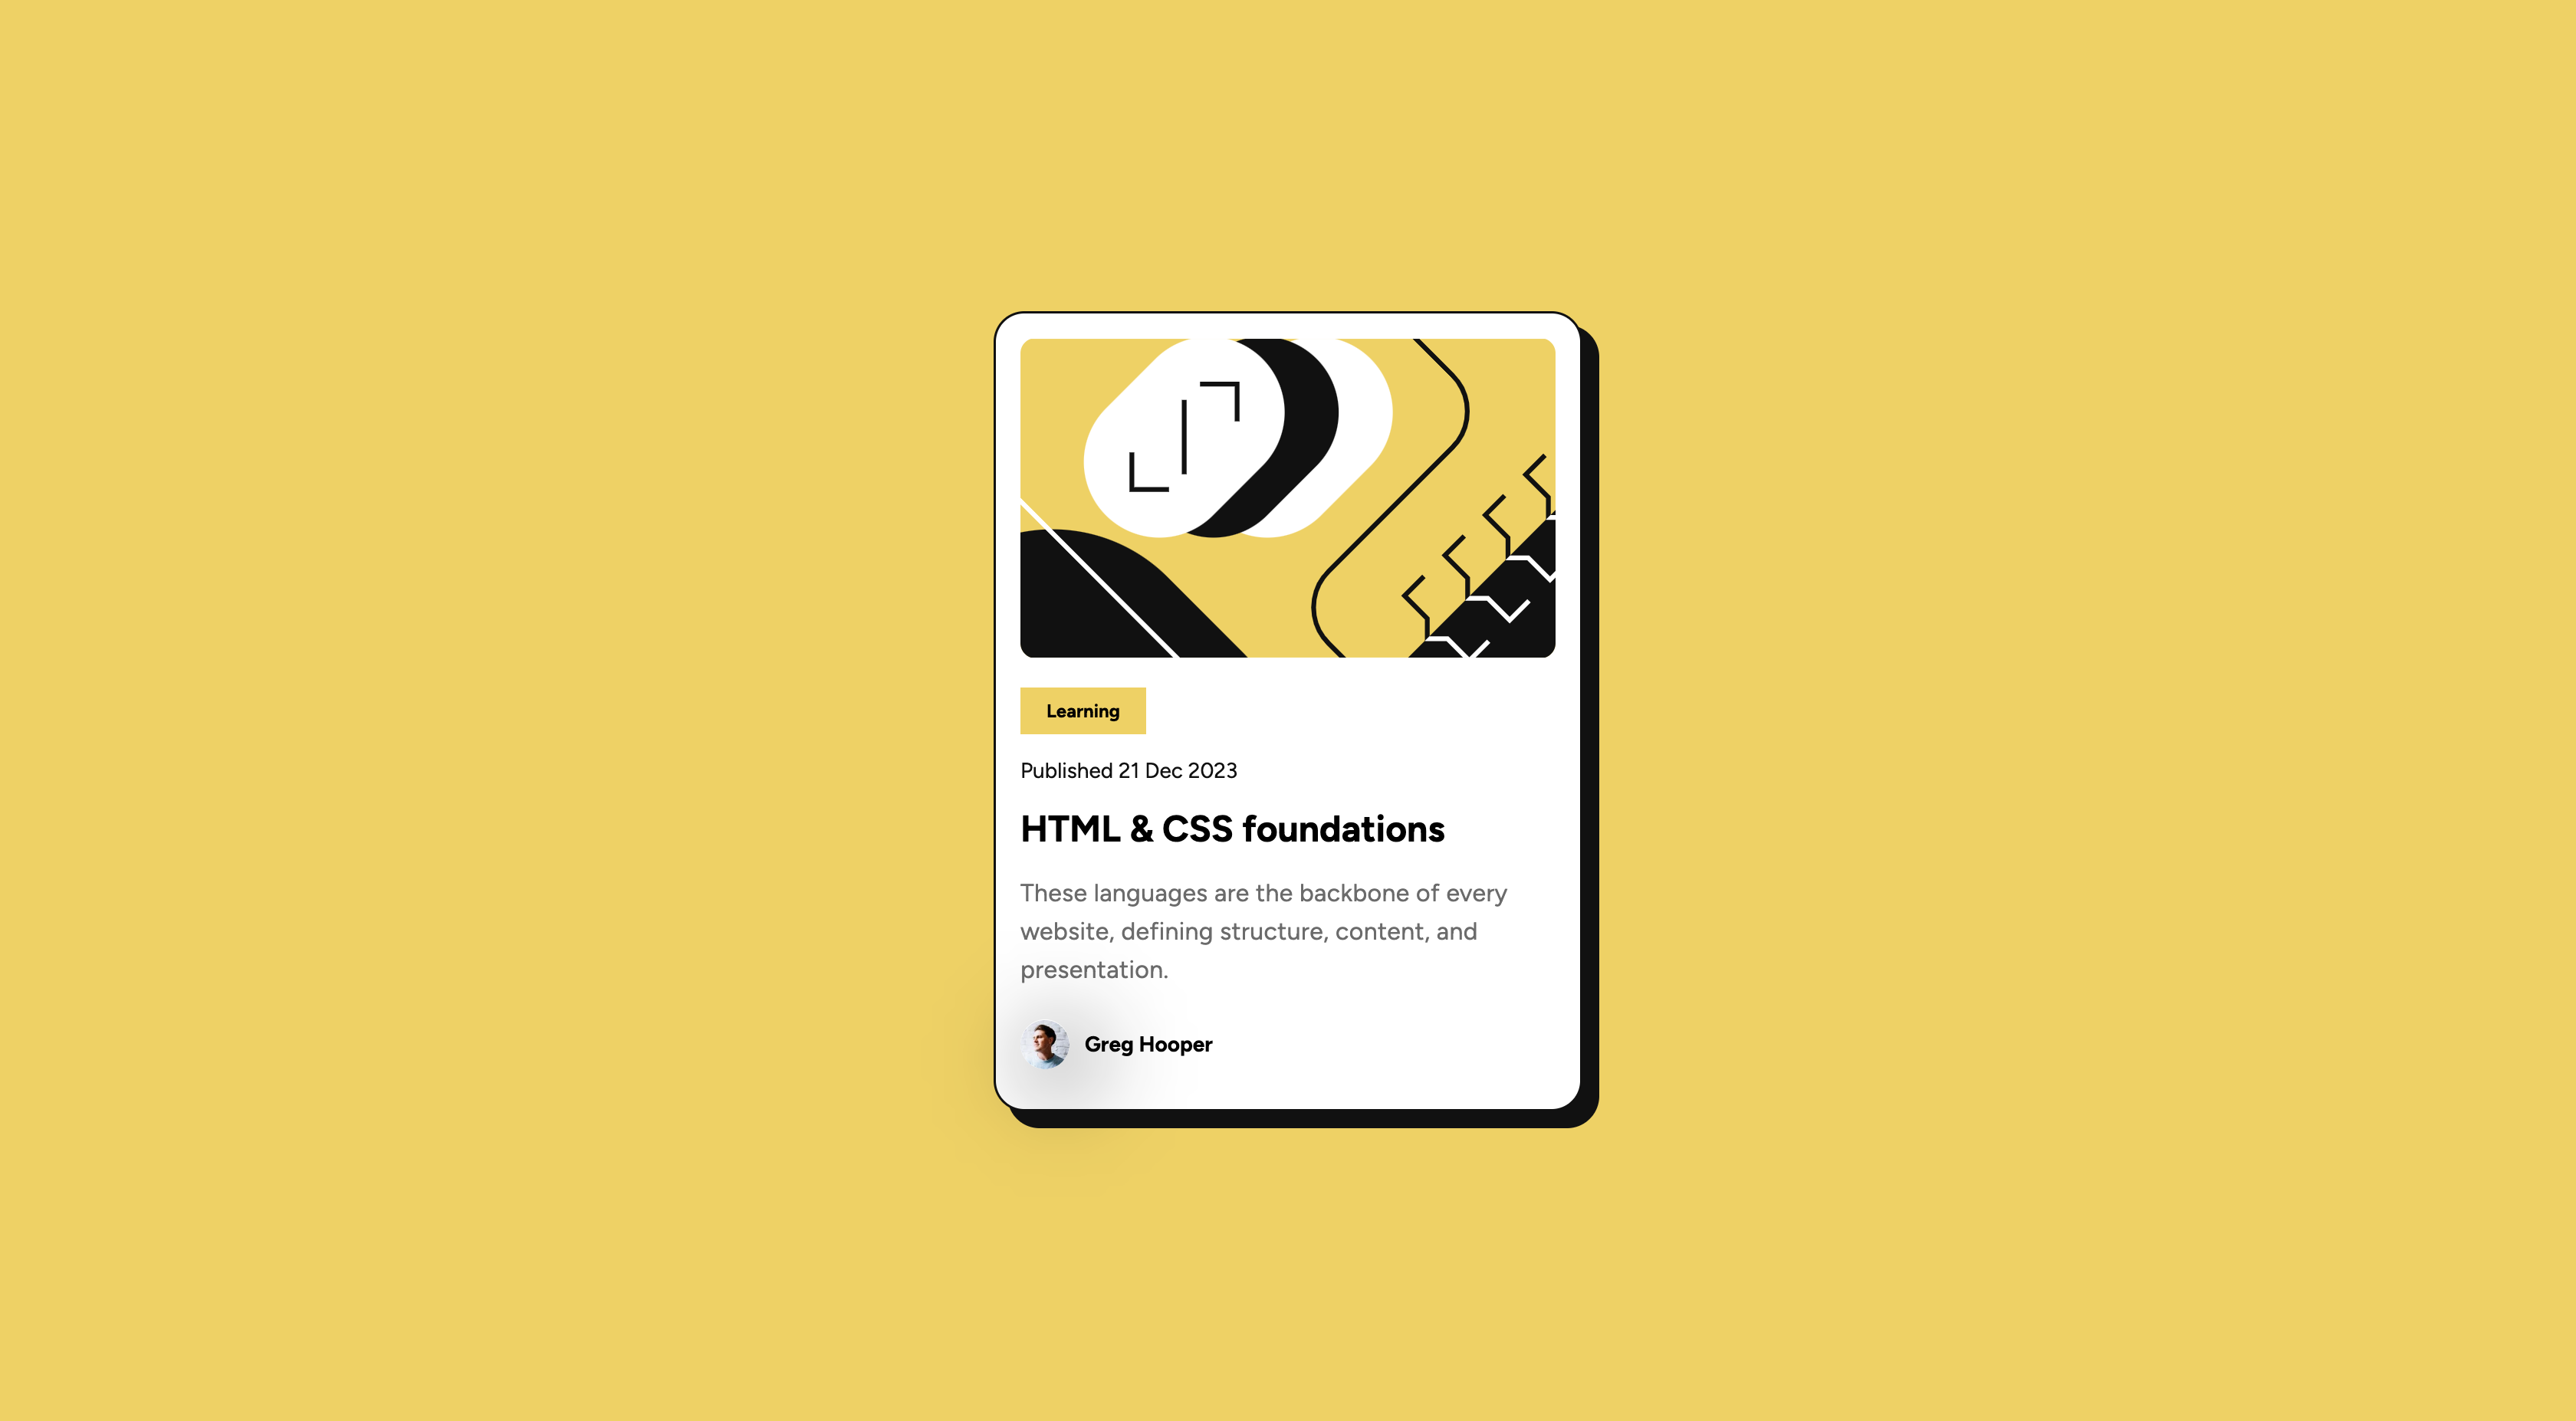 Learning
Published 21 Dec 2023
HTML & CSS foundations
These languages are the backbone of every
website, defining structure, content, and
presentation.
Greg Hooper